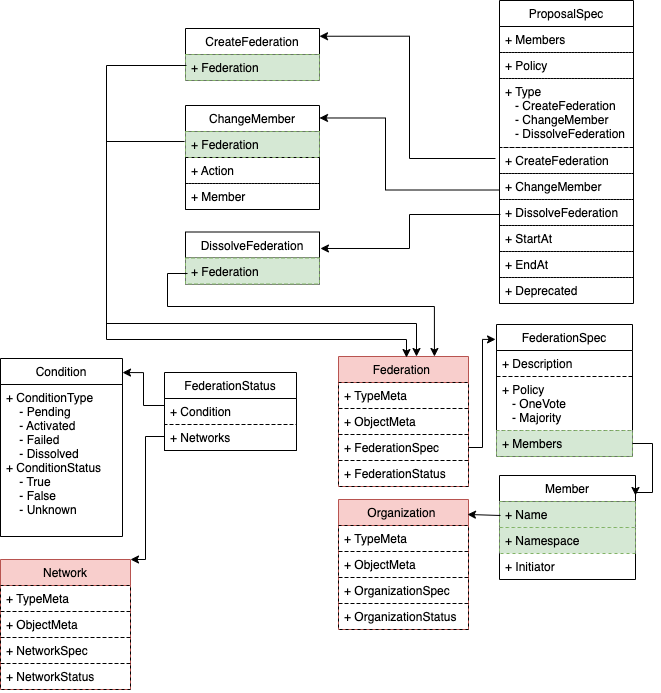 ProposalSpec
+ Members
+ Policy
+ Type
- CreateFederation
- ChangeMember
- DissolveFederation
+ CreateFederation
+ ChangeMember
+ DissolveFederation
+ StartAt
+ EndAt
+ Deprecated
CreateFederation
+ Federation
ChangeMember
+ Federation
+ Action
+ Member
DissolveFederation
+ Federation
Condition
+ ConditionType
- Pending
- Activated
- Failed
- Dissolved
+ ConditionStatus
- True
- False
- Unknown
FederationStatus
+ Condition
+ Networks
Federation
+ TypeMeta
+ ObjectMeta
+ FederationSpec
+ FederationStatus
FederationSpec
+ Description
+ Policy
- OneVote
- Majority
+ Members
Member
+ Name
+ Namespace
+ Initiator
Organization
+ TypeMeta
+ ObjectMeta
+ OrganizationSpec
+ OrganizationStatus
Network
+ TypeMeta
+ ObjectMeta
+ NetworkSpec
+ NetworkStatus